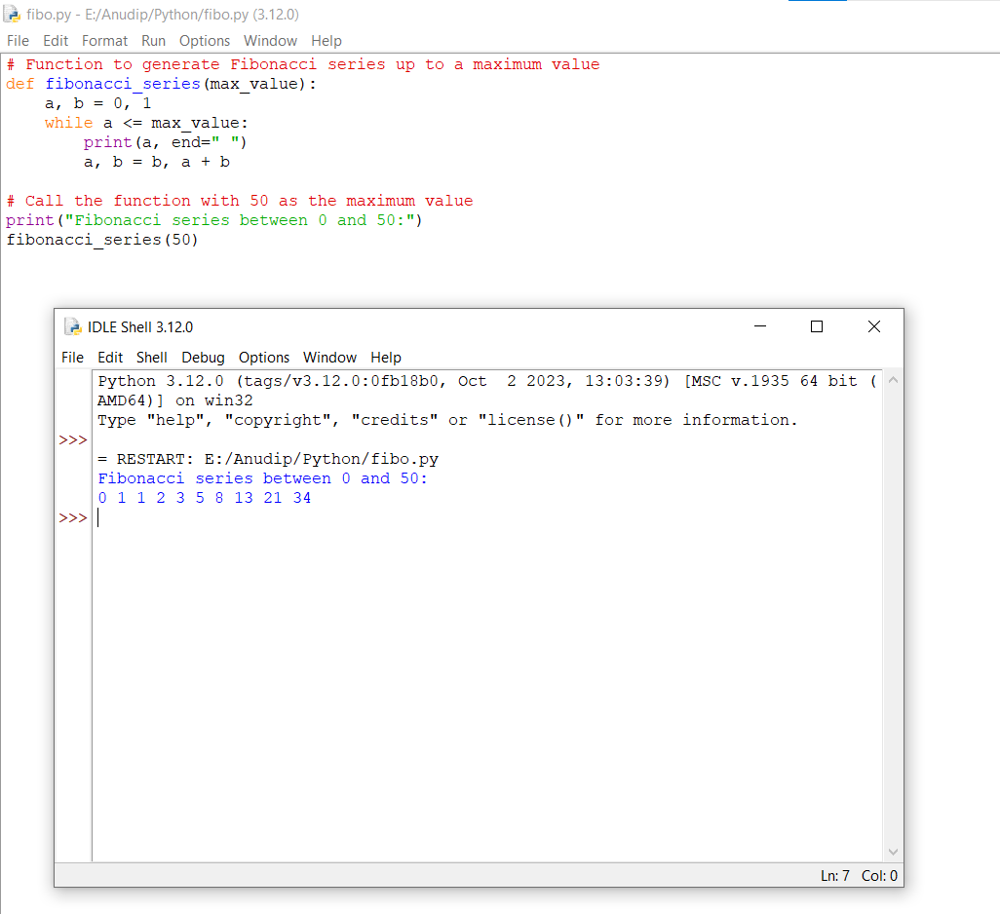 fibo.py - E:/Anudip/Python/fibo.py (3.12.0)
File Edit Format Run Options Window Help
# Function to generate Fibonacci series up to a maximum value
def fibonacci_series(max_value):
    a, b = 0, 1
    while a <= max_value:
        print(a, end=" ")
        a, b = b, a + b

# Call the function with 50 as the maximum value
print("Fibonacci series between 0 and 50:")
fibonacci_series(50)
IDLE Shell 3.12.0
File Edit Shell Debug Options Window Help
Python 3.12.0 (tags/v3.12.0:0fb18b0, Oct  2 2023, 13:03:39) [MSC v.1935 64 bit (
AMD64)] on win32
Type "help", "copyright", "credits" or "license()" for more information.
>>>
= RESTART: E:/Anudip/Python/fibo.py
Fibonacci series between 0 and 50:
0 1 1 2 3 5 8 13 21 34
>>>
Ln: 7 Col: 0